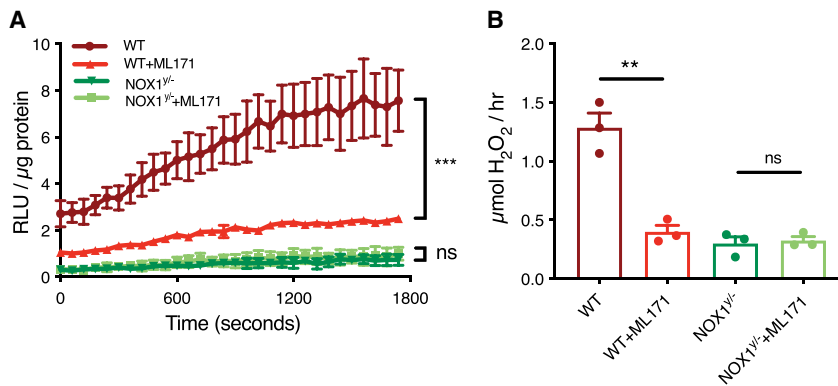 A
10
8
6
4
2
0
RLU / µg protein
WT
WT+ML171
NOX1y/-
NOX1y/-+ML171
***
ns
0
600
1200
1800
Time (seconds)
B
2.0
1.5
1.0
0.5
0.0
µmol H2O2 / hr
**
ns
WT
WT+ML171
NOX1y/-
NOX1y/-+ML171